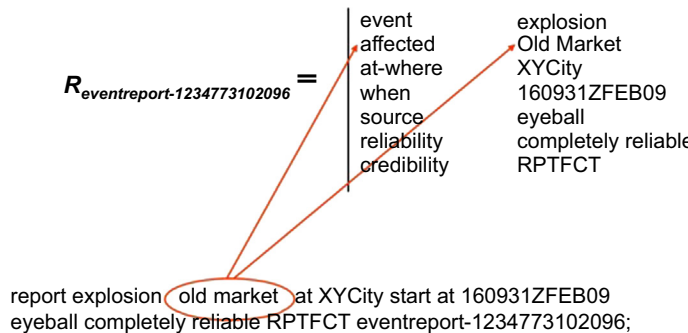 event explosion
affected Old Market
at-where XYCity
R eventreport-1234773102096 =
when 160931ZFEB09
source eyeball
reliability completely reliable
credibility RPTFCT
report explosion old market at XYCity start at 160931ZFEB09
eyeball completely reliable RPTFCT eventreport-1234773102096;